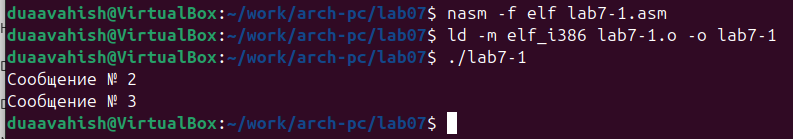 duaavahish@VirtualBox:~/work/arch-pc/lab07$ nasm -f elf lab7-1.asm
duaavahish@VirtualBox:~/work/arch-pc/lab07$ ld -m elf_i386 lab7-1.o -o lab7-1
duaavahish@VirtualBox:~/work/arch-pc/lab07$ ./lab7-1
Сообщение № 2
Сообщение № 3
duaavahish@VirtualBox:~/work/arch-pc/lab07$